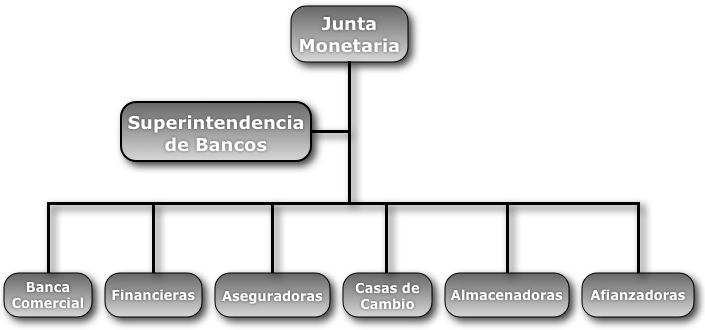 Junta
Monetaria
Superintendencia
de Bancos
Banca
Comercial
Financieras
Aseguradoras
Casas de
Cambio
Almacenadoras
Afianzadoras